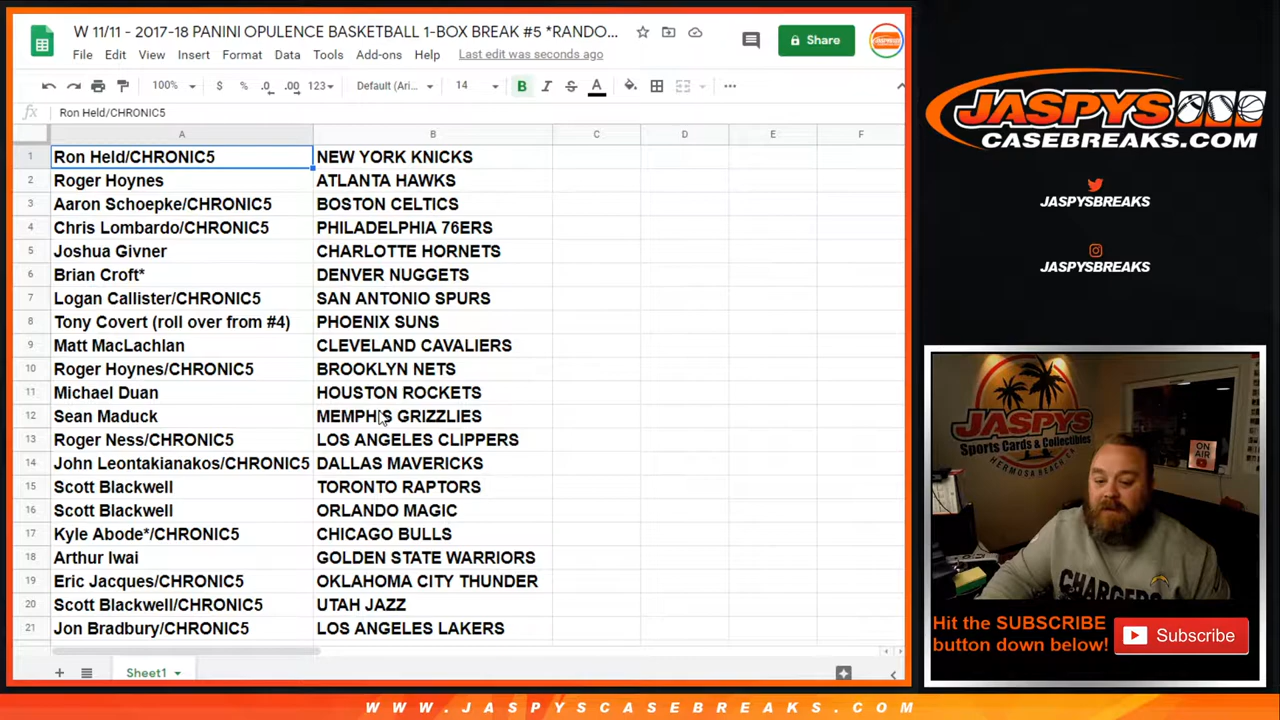 W 11/11 - 2017-18 PANINI OPULENCE BASKETBALL 1-BOX BREAK #5 *RANDO...
File Edit View Insert Format Data Tools Add-ons Help Last edit was seconds ago
Share
100% $ % .0 .00 123 Default (Ari... 14 B I S A
fx Ron Held/CHRONIC5
A B C D E F
1 Ron Held/CHRONIC5 NEW YORK KNICKS
2 Roger Hoynes ATLANTA HAWKS
3 Aaron Schoepke/CHRONIC5 BOSTON CELTICS
4 Chris Lombardo/CHRONIC5 PHILADELPHIA 76ERS
5 Joshua Givner CHARLOTTE HORNETS
6 Brian Croft* DENVER NUGGETS
7 Logan Callister/CHRONIC5 SAN ANTONIO SPURS
8 Tony Covert (roll over from #4) PHOENIX SUNS
9 Matt MacLachlan CLEVELAND CAVALIERS
10 Roger Hoynes/CHRONIC5 BROOKLYN NETS
11 Michael Duan HOUSTON ROCKETS
12 Sean Maduck MEMPHIS GRIZZLIES
13 Roger Ness/CHRONIC5 LOS ANGELES CLIPPERS
14 John Leontakianakos/CHRONIC5 DALLAS MAVERICKS
15 Scott Blackwell TORONTO RAPTORS
16 Scott Blackwell ORLANDO MAGIC
17 Kyle Abode*/CHRONIC5 CHICAGO BULLS
18 Arthur Iwai GOLDEN STATE WARRIORS
19 Eric Jacques/CHRONIC5 OKLAHOMA CITY THUNDER
20 Scott Blackwell/CHRONIC5 UTAH JAZZ
21 Jon Bradbury/CHRONIC5 LOS ANGELES LAKERS
Sheet1
JASPYS
CASEBREAKS.COM
JASPYSBREAKS
JASPYSBREAKS
JASPYS
Sports Cards & Collectibles
HERMOSA BEACH, CA
ON
AIR
CHARGERS
Hit the SUBSCRIBE
button down below!
Subscribe
WWW.JASPYSCASEBREAKS.COM